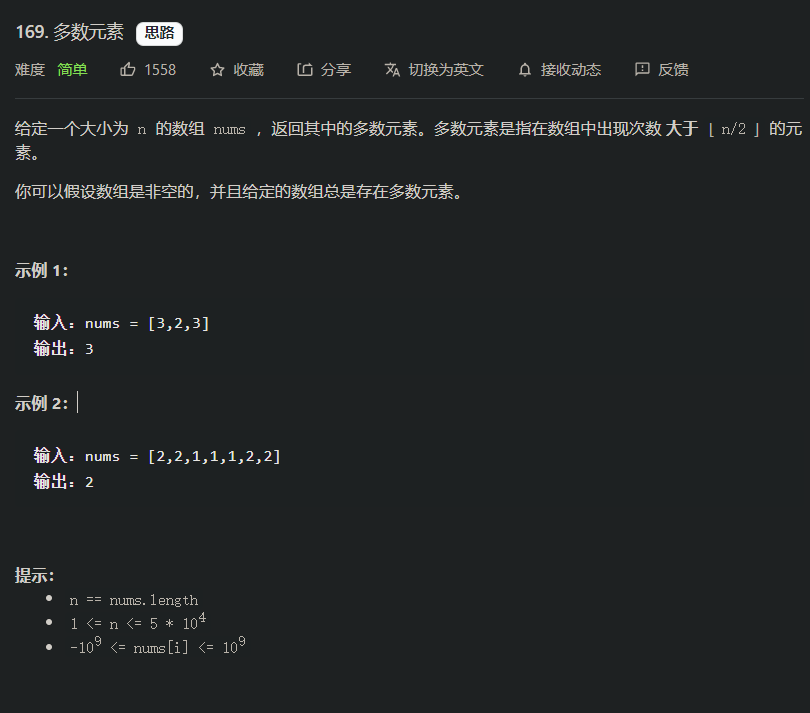 169. 多数元素 思路
难度 简单 1558 收藏 分享 切换为英文 接收动态 反馈
给定一个大小为 n 的数组 nums ，返回其中的多数元素。多数元素是指在数组中出现次数 大于 ⌊ n/2 ⌋ 的元
素。
你可以假设数组是非空的，并且给定的数组总是存在多数元素。
示例 1：
输入：nums = [3,2,3]
输出：3
示例 2：
输入：nums = [2,2,1,1,1,2,2]
输出：2
提示：
n == nums.length
1 <= n <= 5 * 10⁴
-10⁹ <= nums[i] <= 10⁹